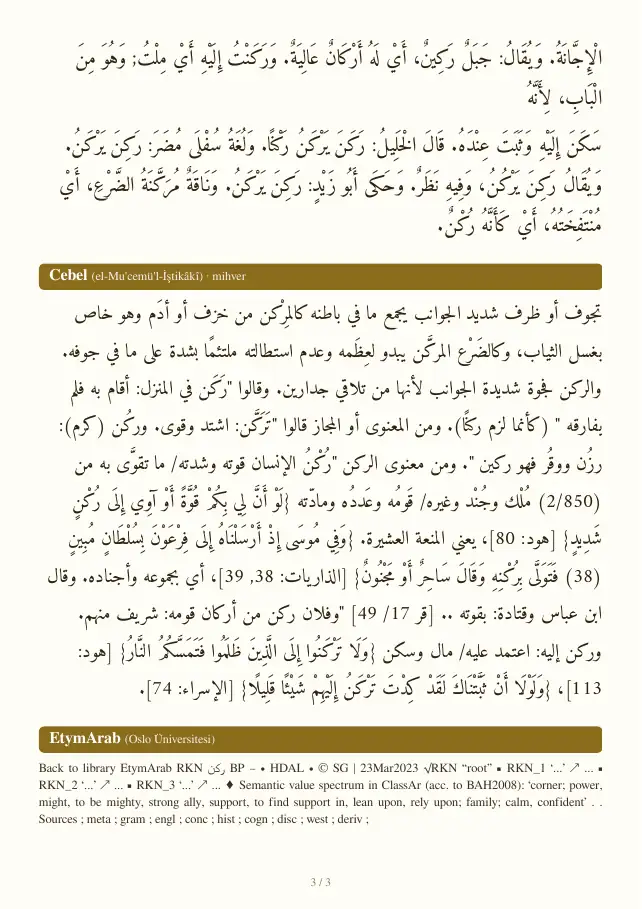 الْإِجَّانَةُ. وَيُقَالُ: جَبَلٌ رَكِينٌ، أَيْ لَهُ أَرْكَانٌ عَالِيَةٌ. وَرَكَنْتُ إِلَيْهِ أَيْ مِلْتُ; وَهُوَ مِنَ
الْبَابِ، لِأَنَّهُ
سَكَنَ إِلَيْهِ وَثَبَتَ عِنْدَهُ. قَالَ الْخَلِيلُ: رَكَنَ يَرْكَنُ رَكْنًا. وَلُغَةُ سُفْلَى مُضَرَ: رَكِنَ يَرْكَنُ.
وَيُقَالُ رَكِنَ يَرْكُنُ، وَفِيهِ نَظَرٌ. وَحَكَى أَبُو زَيْدٍ: رَكِنَ يَرْكَنُ. وَنَاقَةٌ مُرَكَّنَةُ الضَّرْعِ، أَيْ
مُنْتَفِخَتُهُ، أَيْ كَأَنَّهُ رُكْنٌ.
Cebel (el-Mu'cemü'l-İştikâkî) · mihver
تجوف أو ظرف شديد الجوانب يجمع ما في باطنه كالمِرْكن من خزف أو أدَم وهو خاص
بغسل الثياب، وكالضَرْع المركَّن يبدو لعِظَمه وعدم استطالته ملتئمًا بشدة على ما في جوفه.
والركن فجوة شديدة الجوانب لأنها من تلاقي جدارين. وقالوا "رَكَن في المنزل: أقام به فلم
يفارقه " (كأنما لزم ركنًا). ومن المعنوى أو المجاز قالوا "تَرَكَّن: اشتد وقوى. وركُن (كرم):
رزُن ووقُر فهو ركين ". ومن معنوى الركن "رُكْنُ الإنسان قوته وشدته/ ما تقوَّى به من
(2/850) مُلْك وجُند وغيره/ قَومُه وعَددُه ومادّته {لَوْ أَنَّ لِي بِكُمْ قُوَّةً أَوْ آوِي إِلَى رُكْنٍ
شَدِيدٍ} [هود: 80]، يعني المنعة العشيرة. {وَفِي مُوسَى إِذْ أَرْسَلْنَاهُ إِلَى فِرْعَوْنَ بِسُلْطَانٍ مُبِينٍ
(38) فَتَوَلَّى بِرُكْنِهِ وَقَالَ سَاحِرٌ أَوْ مَجْنُونٌ} [الذاريات: 38, 39]، أي بجموعه وأجناده. وقال
ابن عباس وقتادة: بقوته .. [قر 17/ 49] "وفلان ركن من أركان قومه: شريف منهم.
وركن إليه: اعتمد عليه/ مال وسكن {وَلَا تَرْكَنُوا إِلَى الَّذِينَ ظَلَمُوا فَتَمَسَّكُمُ النَّارُ} [هود:
113]، {وَلَوْلَا أَنْ ثَبَّتْنَاكَ لَقَدْ كِدْتَ تَرْكَنُ إِلَيْهِمْ شَيْئًا قَلِيلًا} [الإسراء: 74].
EtymArab (Oslo Üniversitesi)
Back to library EtymArab RKN ركن BP – • HDAL • © SG | 23Mar2023 √RKN “root” ▪ RKN_1 ‘...’ ↗ ... ▪
RKN_2 ‘...’ ↗ ... ▪ RKN_3 ‘...’ ↗ ... ♦ Semantic value spectrum in ClassAr (acc. to BAH2008): ‘corner; power,
might, to be mighty, strong ally, support, to find support in, lean upon, rely upon; family; calm, confident’ . .
Sources ; meta ; gram ; engl ; conc ; hist ; cogn ; disc ; west ; deriv ;
3 / 3